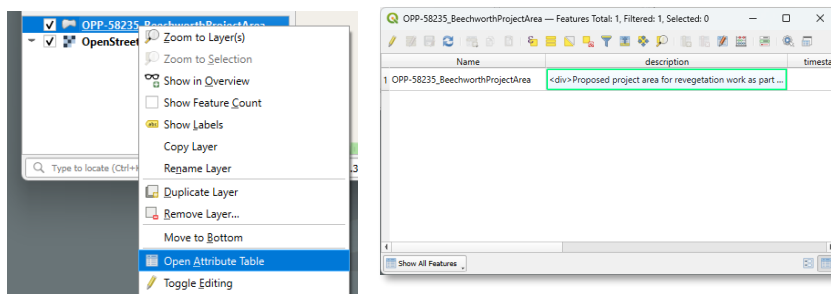 OPP-58235_BeechworthProjectArea
OpenStreet
Zoom to Layer(s)
Zoom to Selection
Show in Overview
Show Feature Count
abc Show Labels
Copy Layer
Rename Layer
Duplicate Layer
Remove Layer...
Move to Bottom
Open Attribute Table
Toggle Editing
Type to locate (Ctrl+
.3
OPP-58235_BeechworthProjectArea — Features Total: 1, Filtered: 1, Selected: 0
Name description timesta
1 OPP-58235_BeechworthProjectArea <div>Proposed project area for revegetation work as part ...
Show All Features